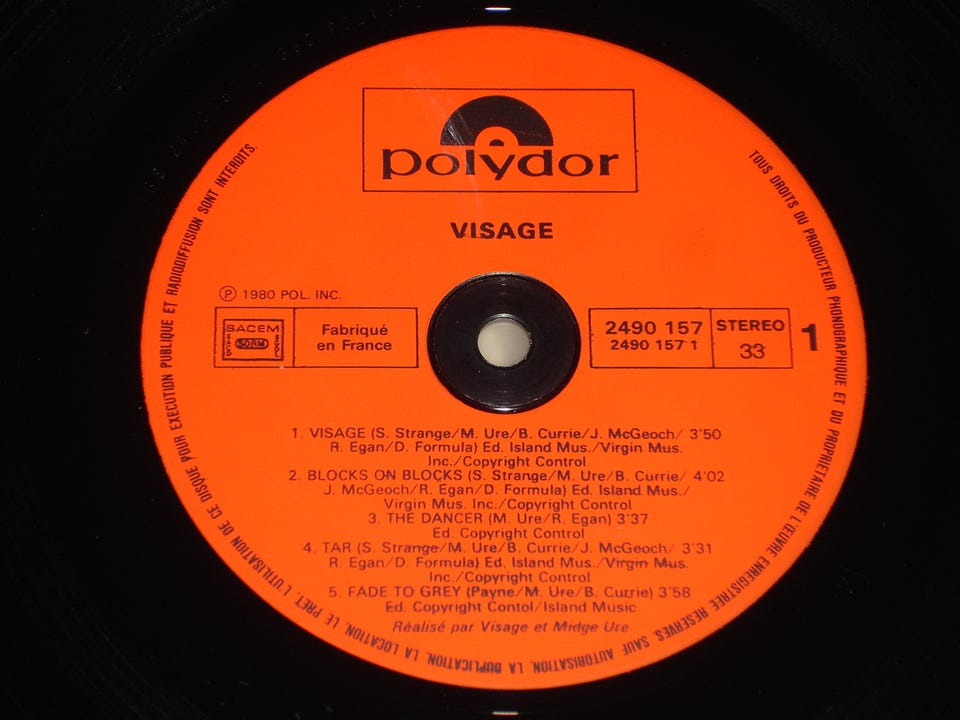 polydor
VISAGE
℗ 1980 POL. INC.
SACEM
SDRM
Fabriqué
en France
2490 157
2490 157 1
STEREO
33
1
1. VISAGE (S. Strange/M. Ure/B. Currie/J. McGeoch/ 3'50
R. Egan/D. Formula) Ed. Island Mus./Virgin Mus.
Inc./Copyright Control
2. BLOCKS ON BLOCKS (S. Strange/M. Ure/B. Currie/ 4'02
J. McGeoch/R. Egan/D. Formula) Ed. Island Mus./
Virgin Mus. Inc./Copyright Control
3. THE DANCER (M. Ure/R. Egan) 3'37
Ed. Copyright Control
4. TAR (S. Strange/M. Ure/B. Currie/J. McGeoch/ 3'31
R. Egan/D. Formula) Ed. Island Mus./Virgin Mus.
Inc./Copyright Control
5. FADE TO GREY (Payne/M. Ure/B. Currie) 3'58
Ed. Copyright Contol/Island Music
Réalisé par Visage et Midge Ure
TOUS DROITS DU PRODUCTEUR PHONOGRAPHIQUE ET DU PROPRIETAIRE DE L'ŒUVRE ENREGISTREE RESERVES. SAUF AUTORISATION, LA DUPLICATION, LA LOCATION, LE PRET, L'UTILISATION DE CE DISQUE POUR EXECUTION PUBLIQUE ET RADIODIFFUSION SONT INTERDITS.